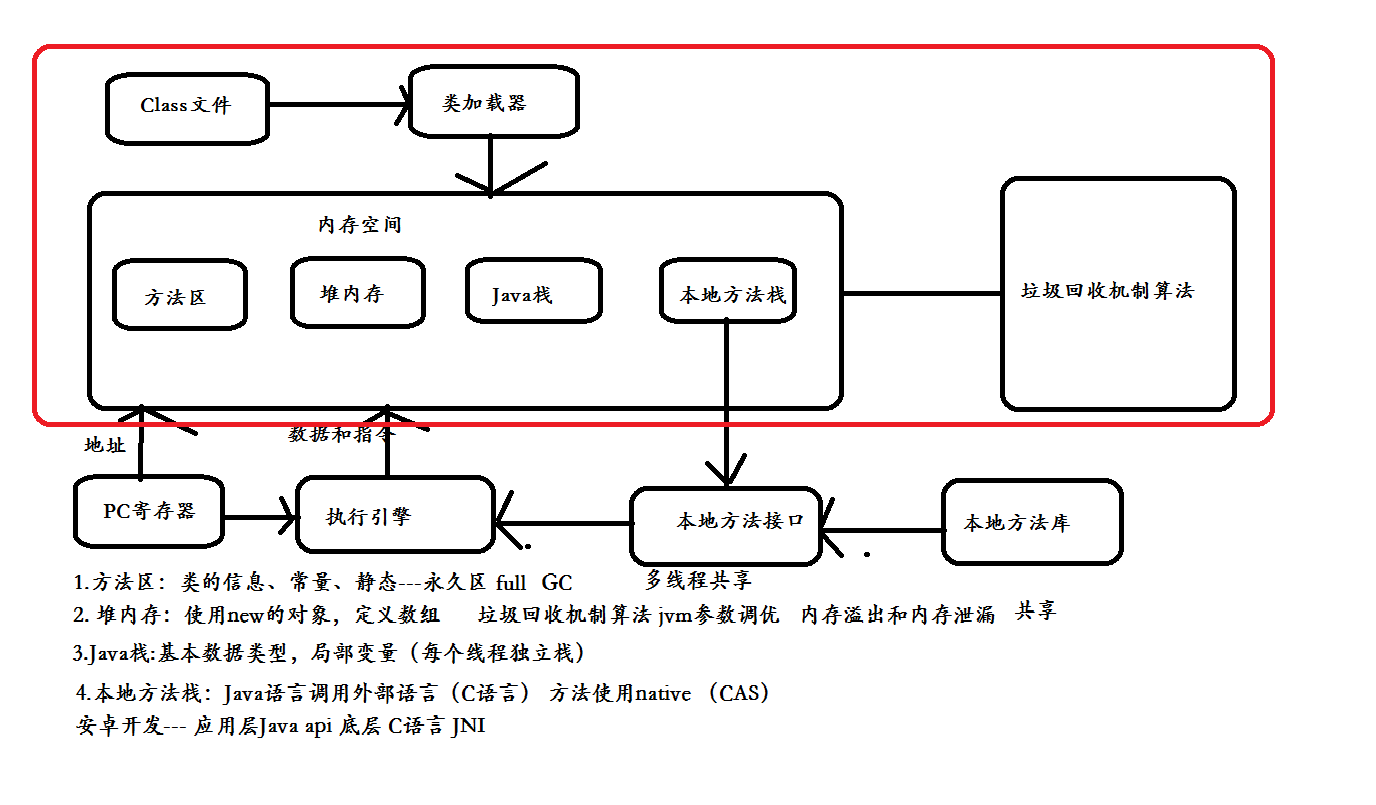 Class文件
类加载器
内存空间
方法区
堆内存
Java栈
本地方法栈
垃圾回收机制算法
地址
数据和指令
PC寄存器
执行引擎
本地方法接口
本地方法库
1.方法区：类的信息、常量、静态---永久区 full GC 多线程共享
2. 堆内存：使用new的对象，定义数组 垃圾回收机制算法 jvm参数调优 内存溢出和内存泄漏 共享
3.Java栈:基本数据类型，局部变量（每个线程独立栈）
4.本地方法栈：Java语言调用外部语言（C语言） 方法使用native （CAS）
安卓开发--- 应用层Java api 底层 C语言 JNI